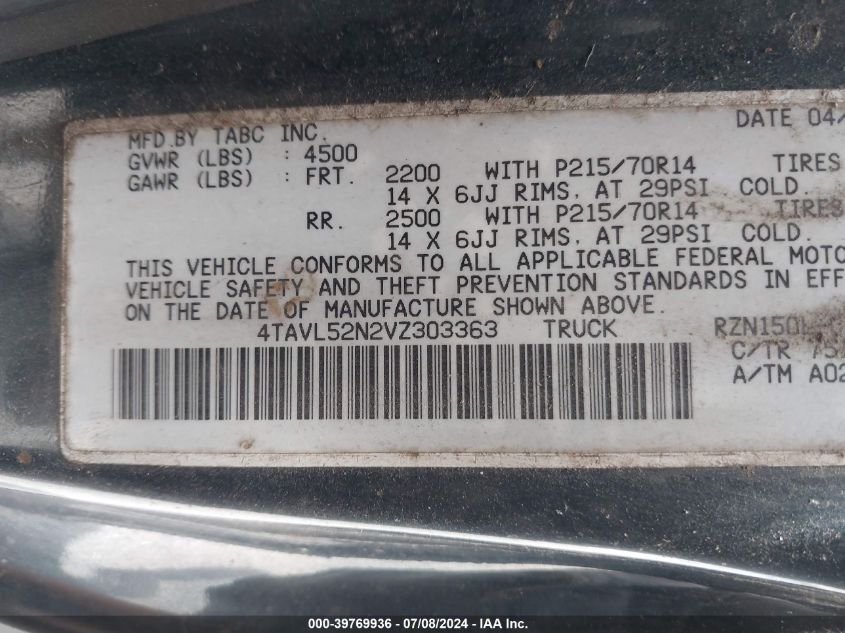 DATE 04/
MFD.BY TABC INC.
GVWR (LBS) : 4500
GAWR (LBS) : FRT. 2200 WITH P215/70R14 TIRES
14 X 6JJ RIMS, AT 29PSI COLD.
RR. 2500 WITH P215/70R14 TIRES
14 X 6JJ RIMS, AT 29PSI COLD.
THIS VEHICLE CONFORMS TO ALL APPLICABLE FEDERAL MOTO
VEHICLE SAFETY AND THEFT PREVENTION STANDARDS IN EFF
ON THE DATE OF MANUFACTURE SHOWN ABOVE.
4TAVL52N2VZ303363 TRUCK RZN150L
C/TR 751
A/TM A02
000-39769936 - 07/08/2024 - IAA Inc.